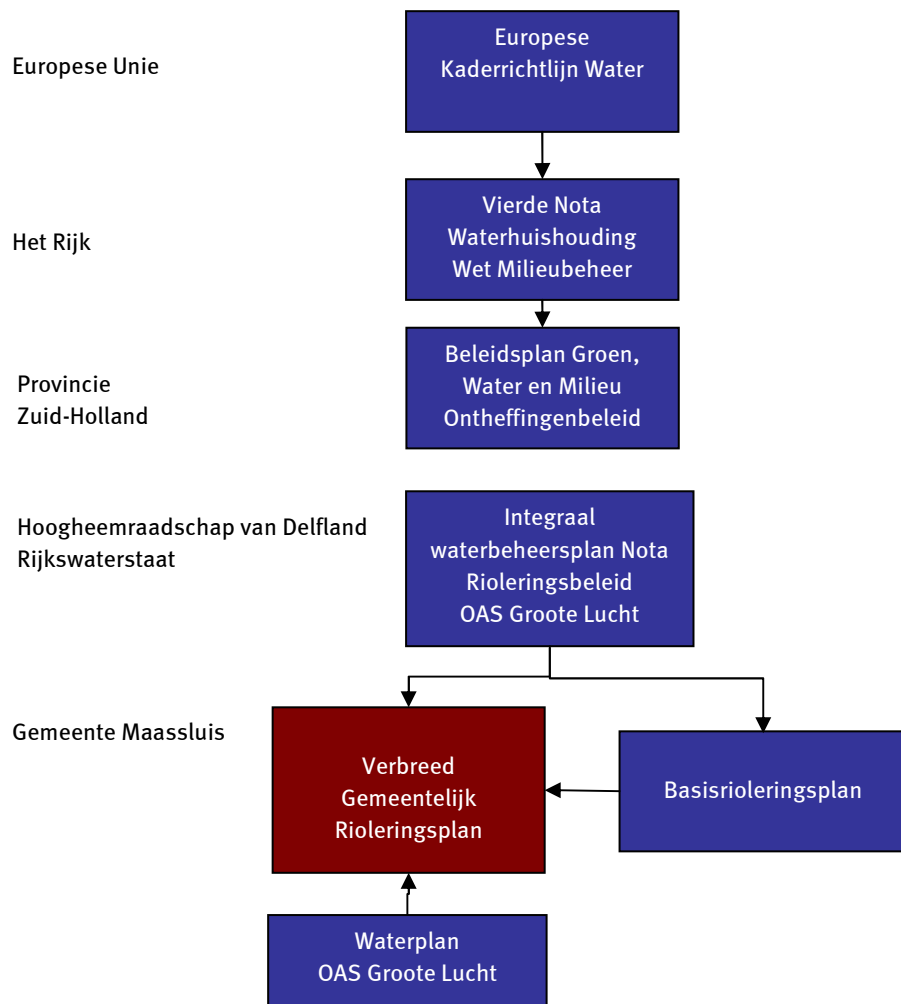 Europese Unie
Europese
Kaderrichtlijn Water
Het Rijk
Vierde Nota
Waterhuishouding
Wet Milieubeheer
Provincie
Zuid-Holland
Beleidsplan Groen,
Water en Milieu
Ontheffingenbeleid
Hoogheemraadschap van Delfland
Rijkswaterstaat
Integraal
waterbeheersplan Nota
Rioleringsbeleid
OAS Groote Lucht
Gemeente Maassluis
Verbreed
Gemeentelijk
Rioleringsplan
Basisrioleringsplan
Waterplan
OAS Groote Lucht